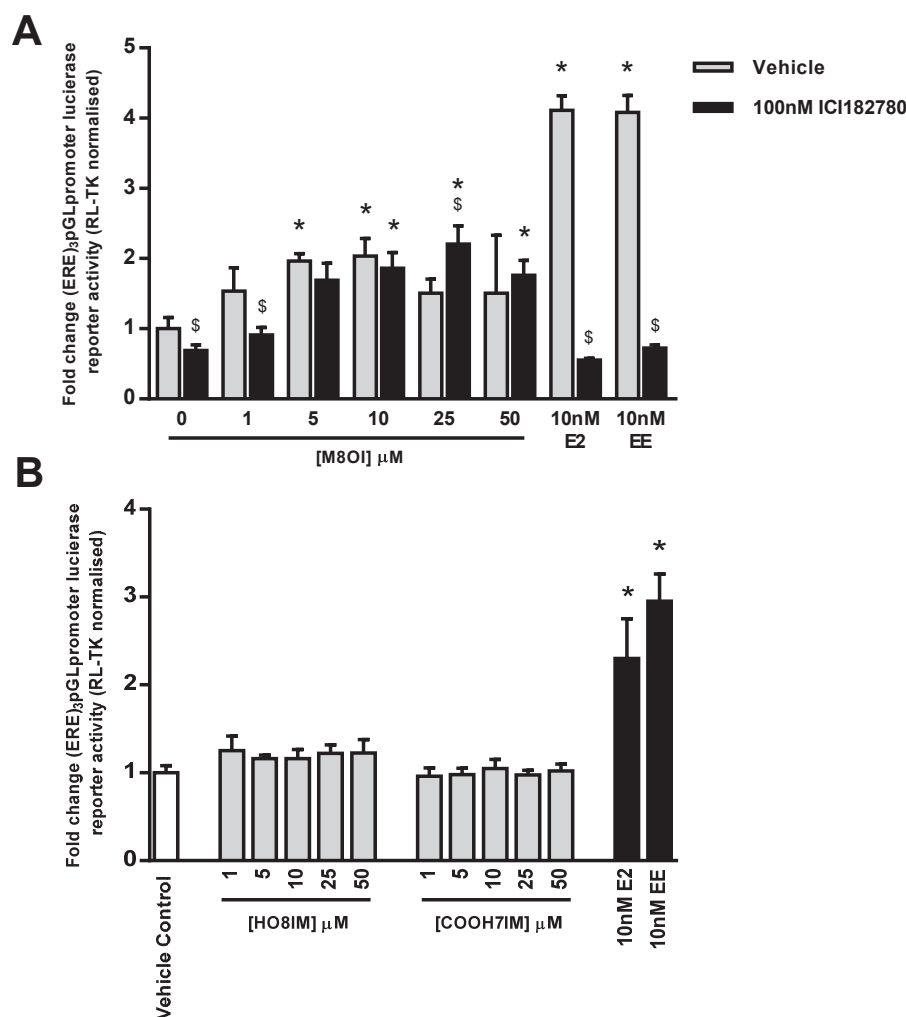 A
Fold change (ERE)₃pGLpromoter lucierase
reporter activity (RL-TK normalised)
5
4
3
2
1
0
* * * * * * * *
$ $ $ $ $
Vehicle
100nM ICI182780
0 1 5 10 25 50 10nM 10nM
E2 EE
[M8OI] μM
B
Fold change (ERE)₃pGLpromoter lucierase
reporter activity (RL-TK normalised)
4
3
2
1
0
* *
Vehicle Control
1 5 10 25 50
[HO8IM] μM
1 5 10 25 50
[COOH7IM] μM
10nM E2
10nM EE